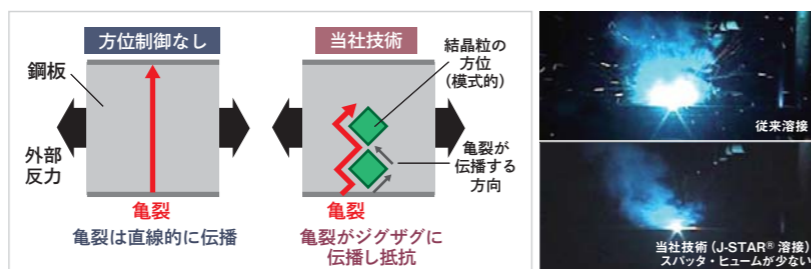 方位制御なし
鋼板
外部
反力
亀裂
亀裂は直線的に伝播
当社技術
結晶粒の
方位
（模式的）
亀裂が
伝播する
方向
亀裂
亀裂がジグザグに
伝播し抵抗
従来溶接
当社技術（J-STAR® 溶接）
スパッタ・ヒュームが少ない